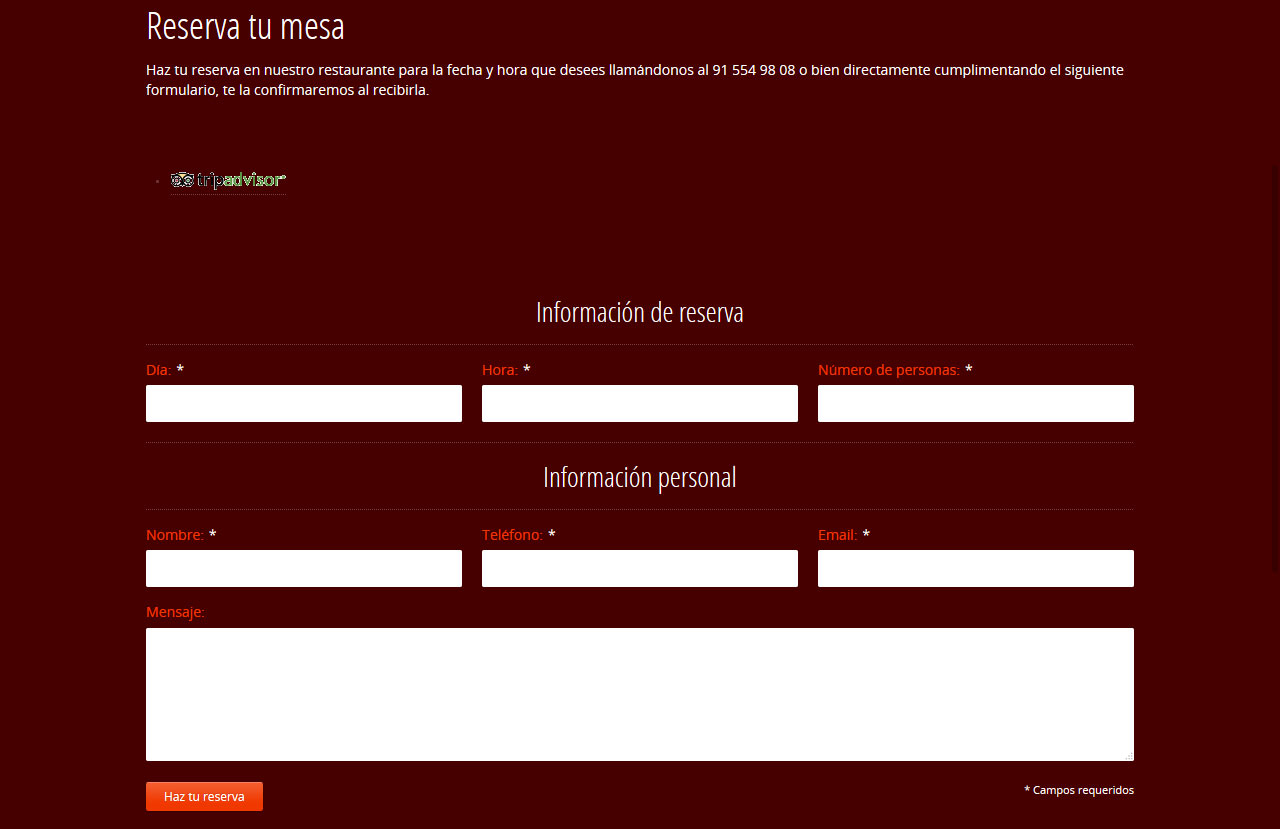 Reserva tu mesa
Haz tu reserva en nuestro restaurante para la fecha y hora que desees llamándonos al 91 554 98 08 o bien directamente cumplimentando el siguiente
formulario, te la confirmaremos al recibirla.
tripadvisor®
Información de reserva
Día: * Hora: * Número de personas: *
Información personal
Nombre: * Teléfono: * Email: *
Mensaje:
Haz tu reserva * Campos requeridos